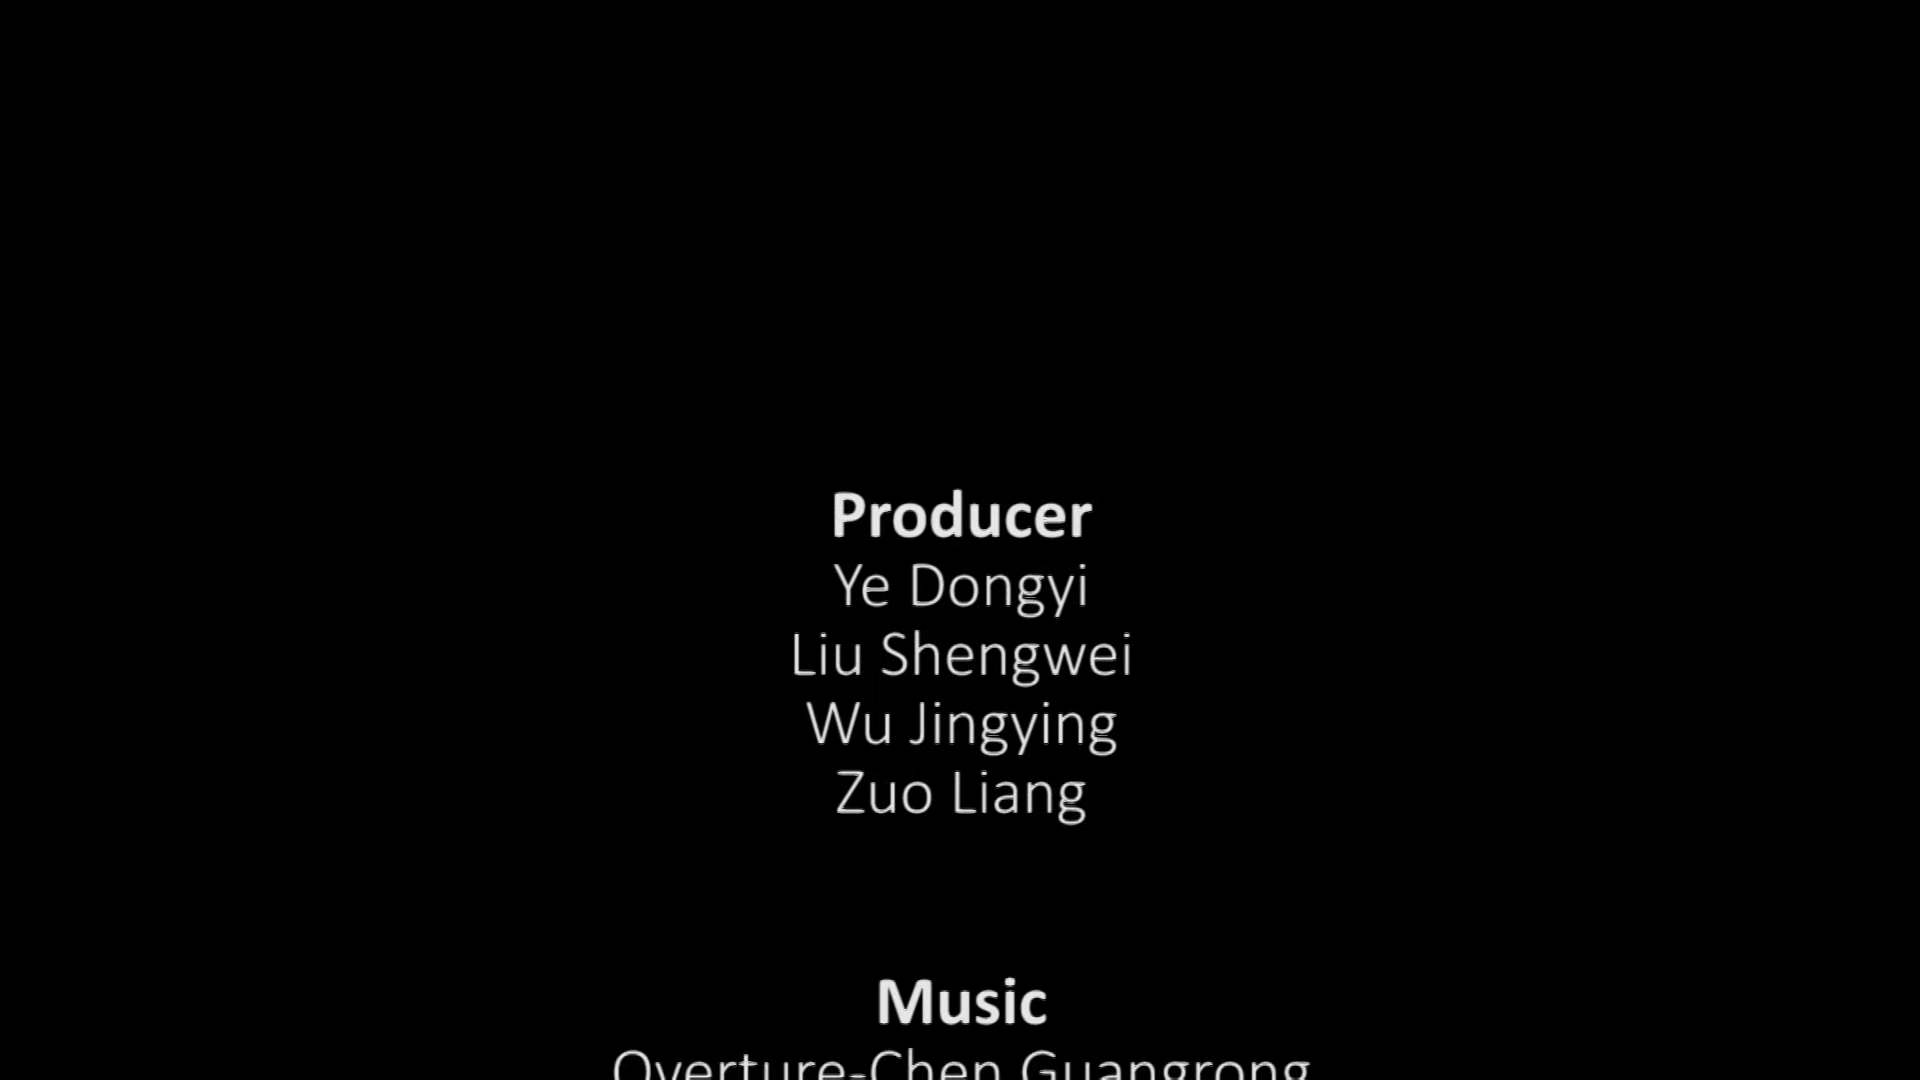 Producer
Ye Dongyi
Liu Shengwei
Wu Jingying
Zuo Liang
Music
Overture-Chen Guangrong